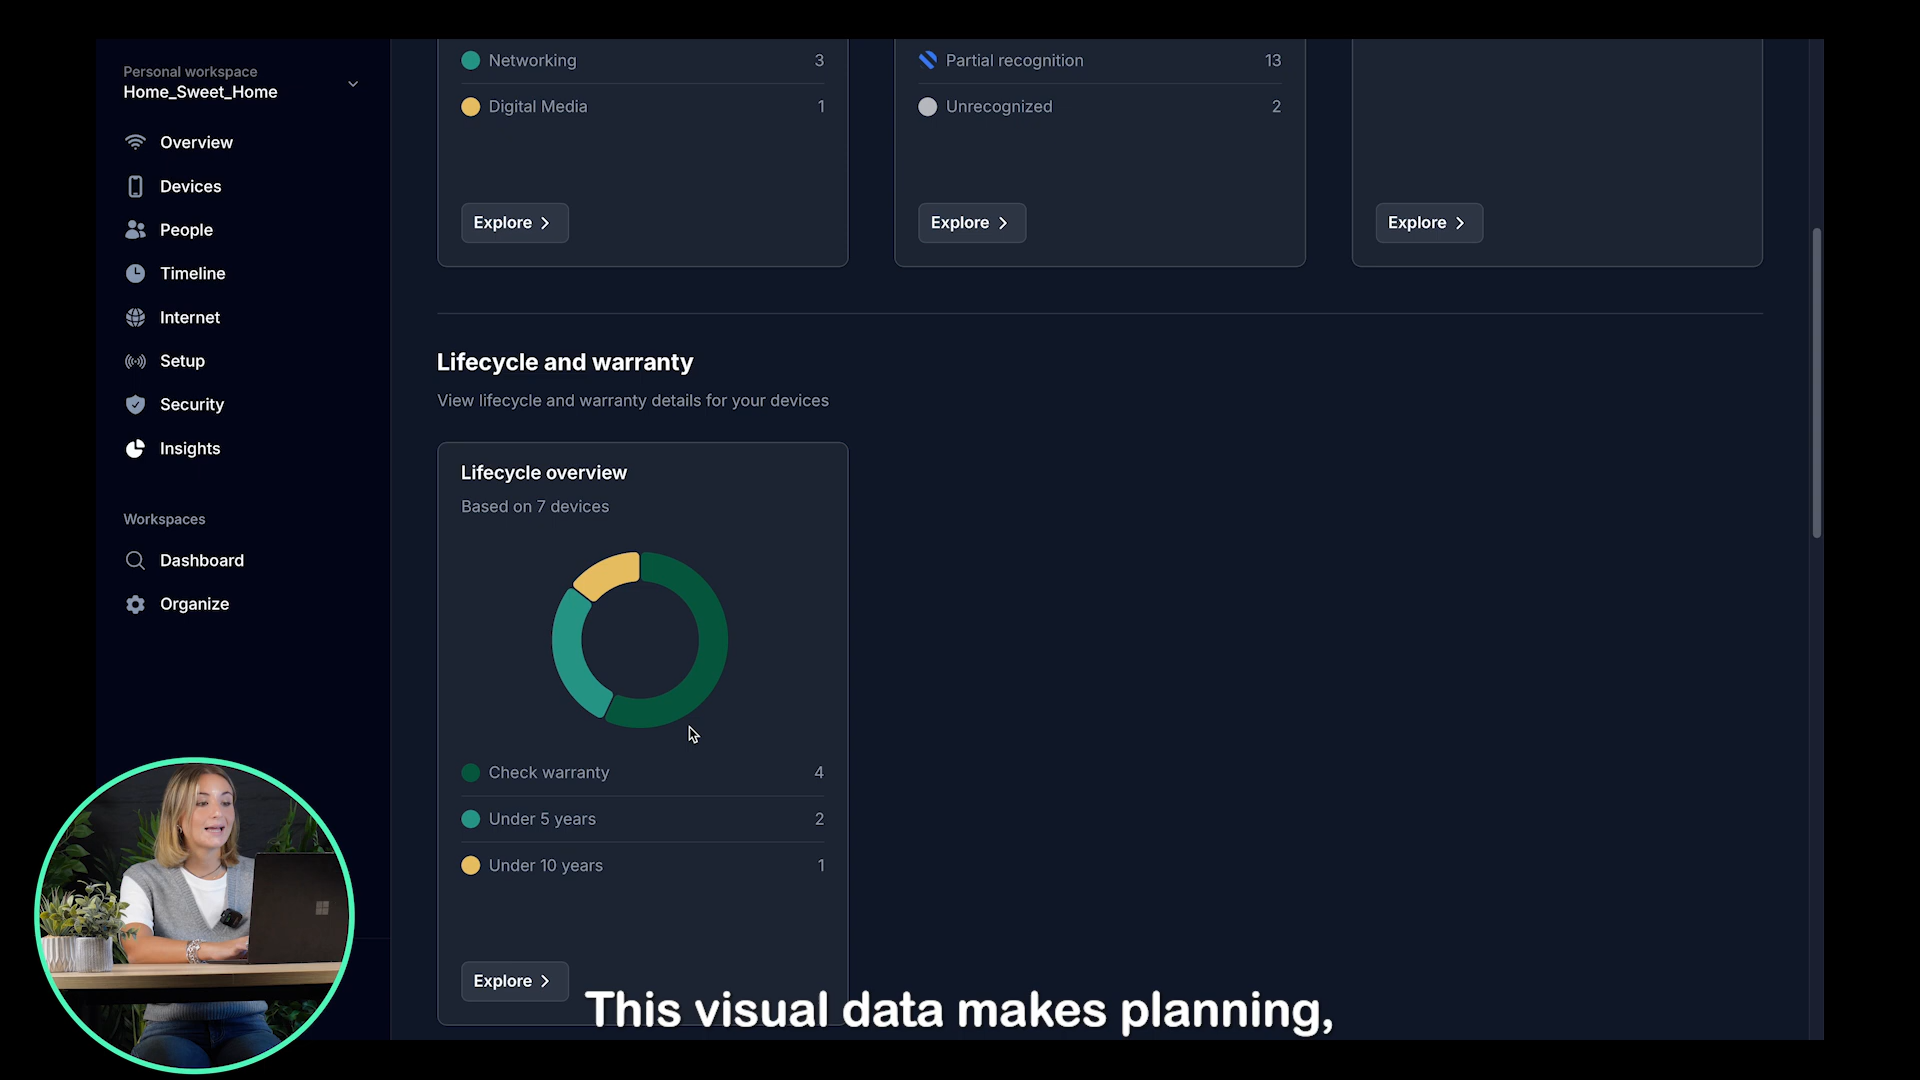 Personal workspace
Home_Sweet_Home
Overview
Devices
People
Timeline
Internet
Setup
Security
Insights
Workspaces
Dashboard
Organize
Networking 3
Digital Media 1
Explore
Partial recognition 13
Unrecognized 2
Explore
Explore
Lifecycle and warranty
View lifecycle and warranty details for your devices
Lifecycle overview
Based on 7 devices
Check warranty 4
Under 5 years 2
Under 10 years 1
Explore
This visual data makes planning,